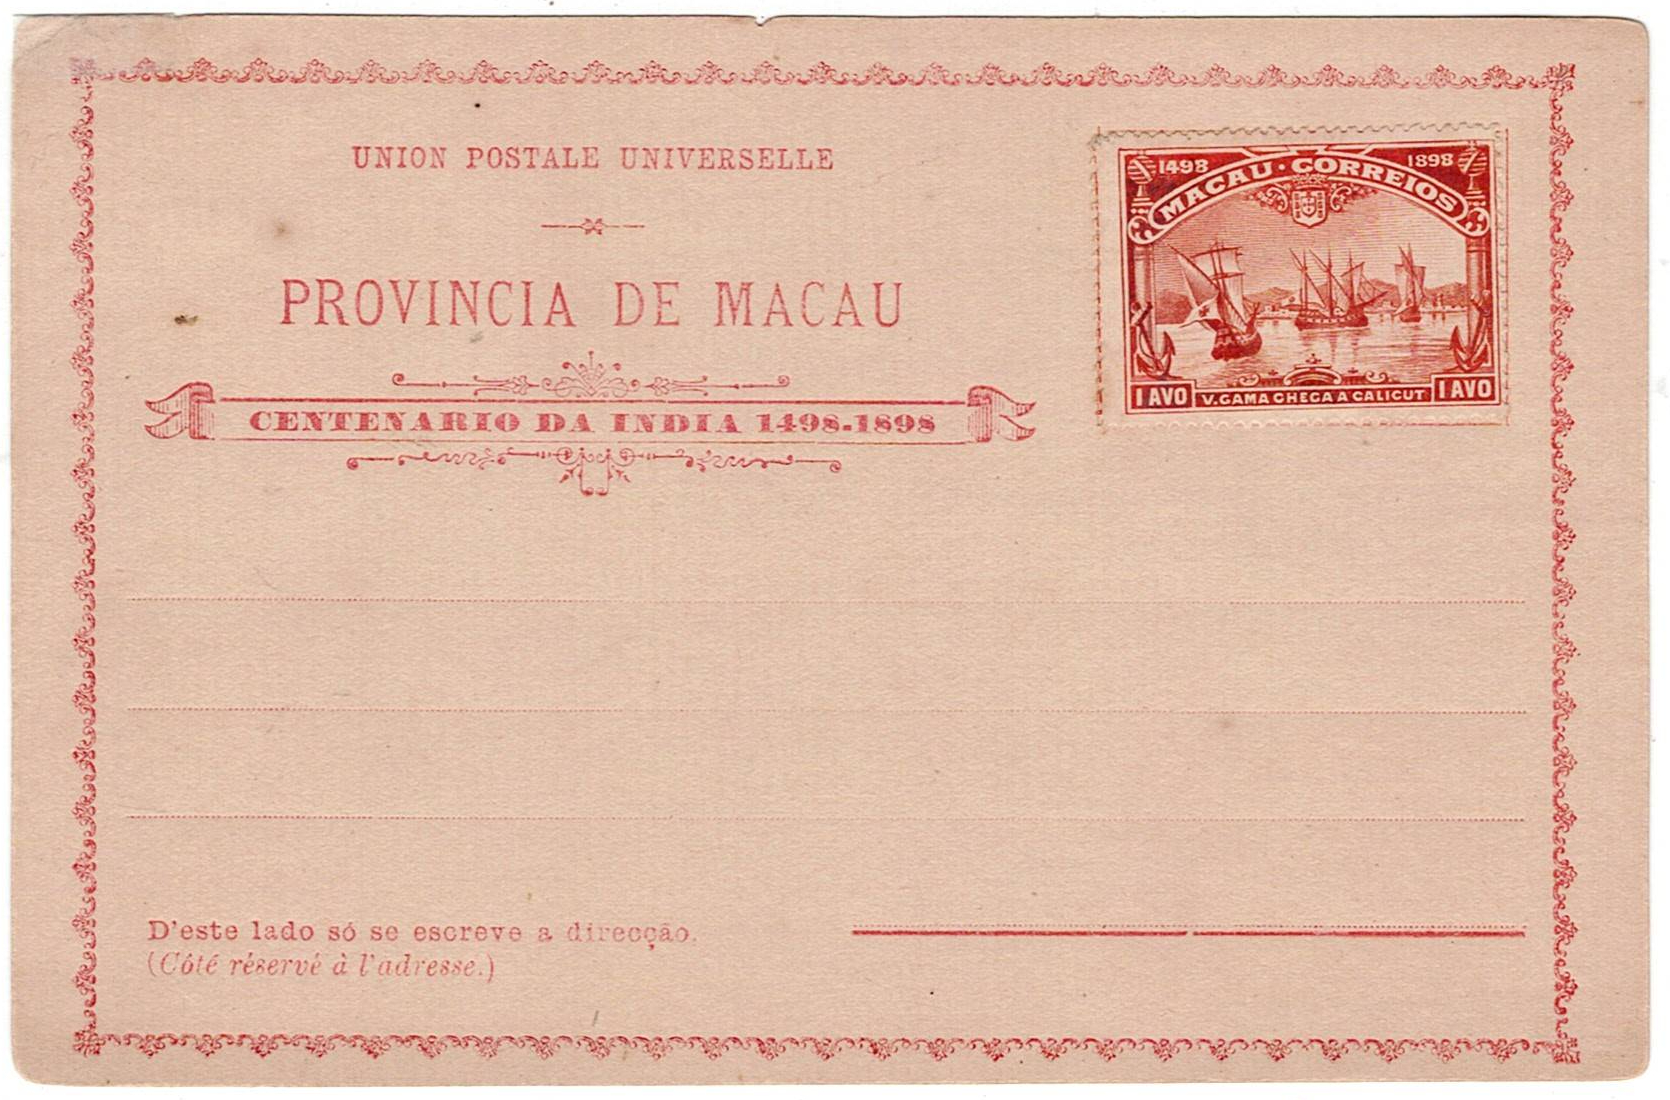 UNION POSTALE UNIVERSELLE
PROVINCIA DE MACAU
CENTENARIO DA INDIA 1498-1898
1498 1898
MACAU · CORREIOS
1 AVO V. GAMA CHEGA A CALICUT 1 AVO
D'este lado só se escreve a direcção.
(Côté réservé à l'adresse.)